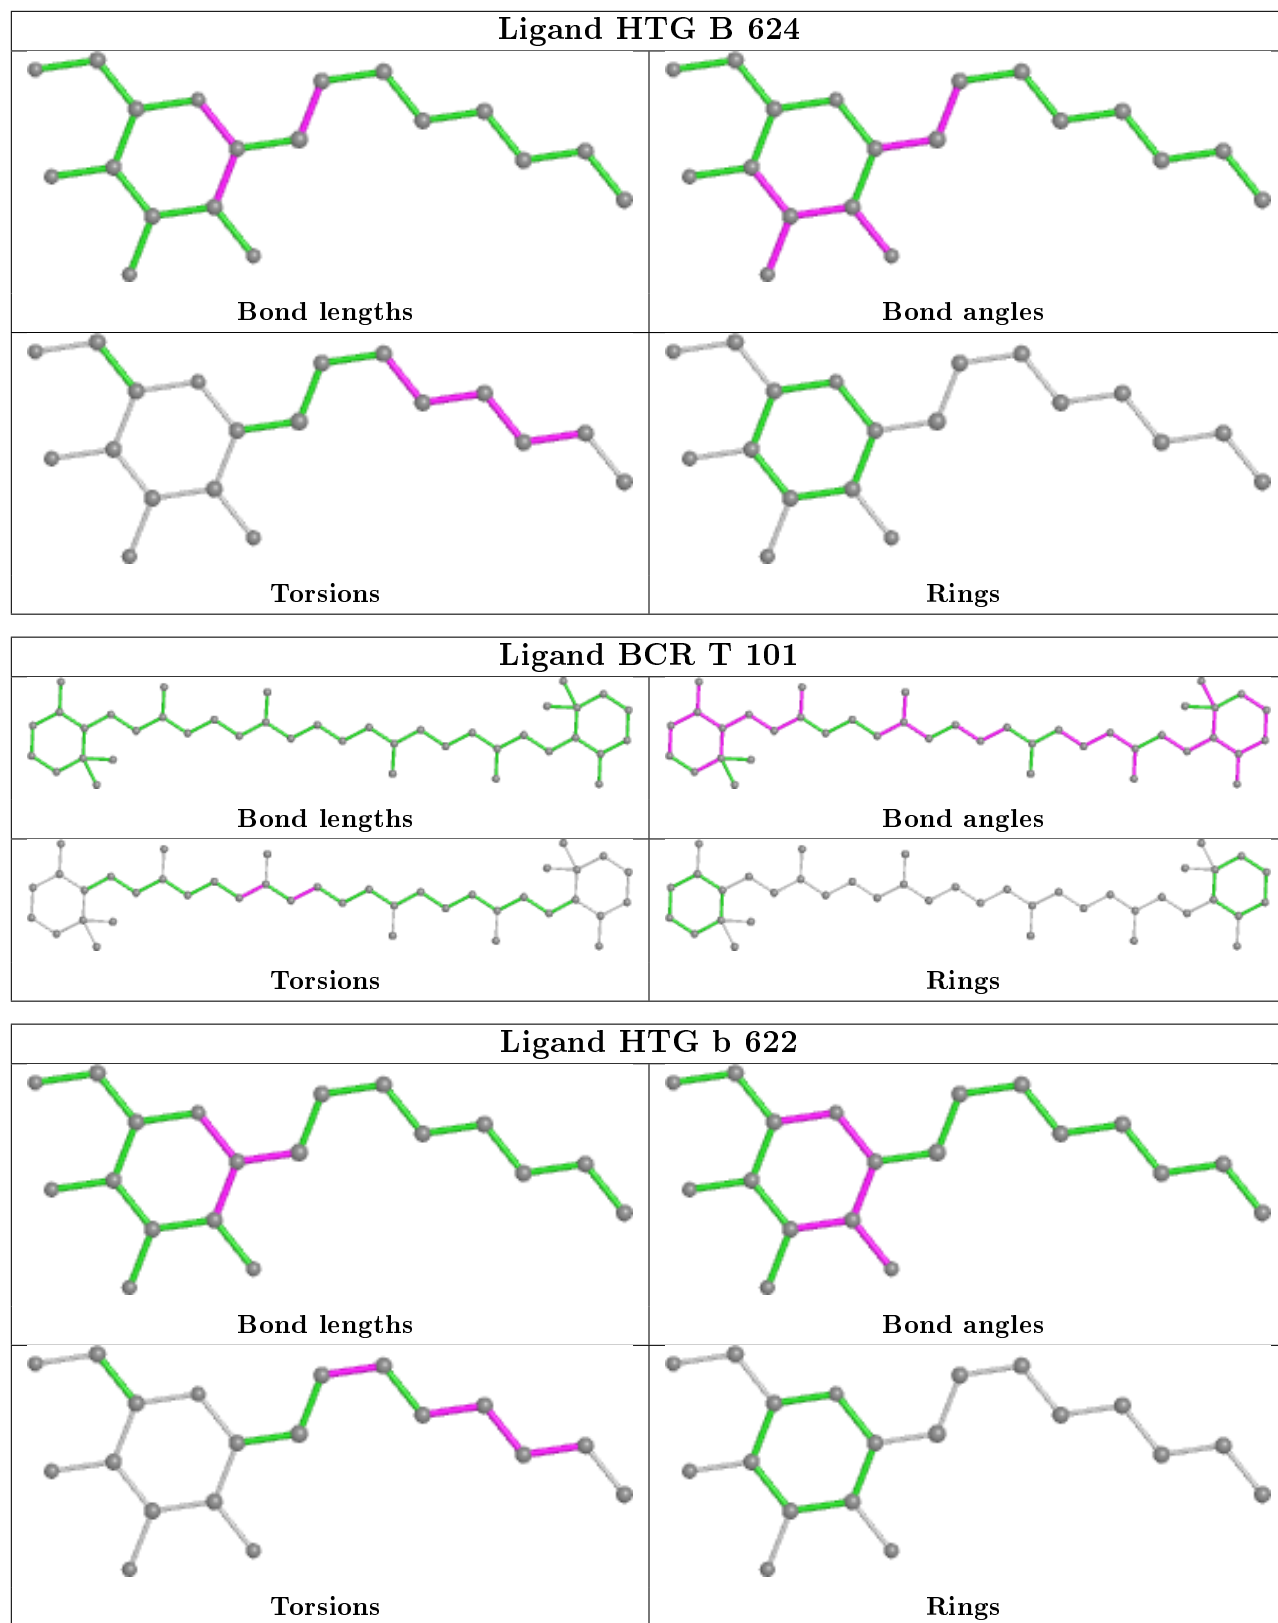 Ligand HTG B 624
Bond lengths
Bond angles
Torsions
Rings
Ligand BCR T 101
Bond lengths
Bond angles
Torsions
Rings
Ligand HTG b 622
Bond lengths
Bond angles
Torsions
Rings